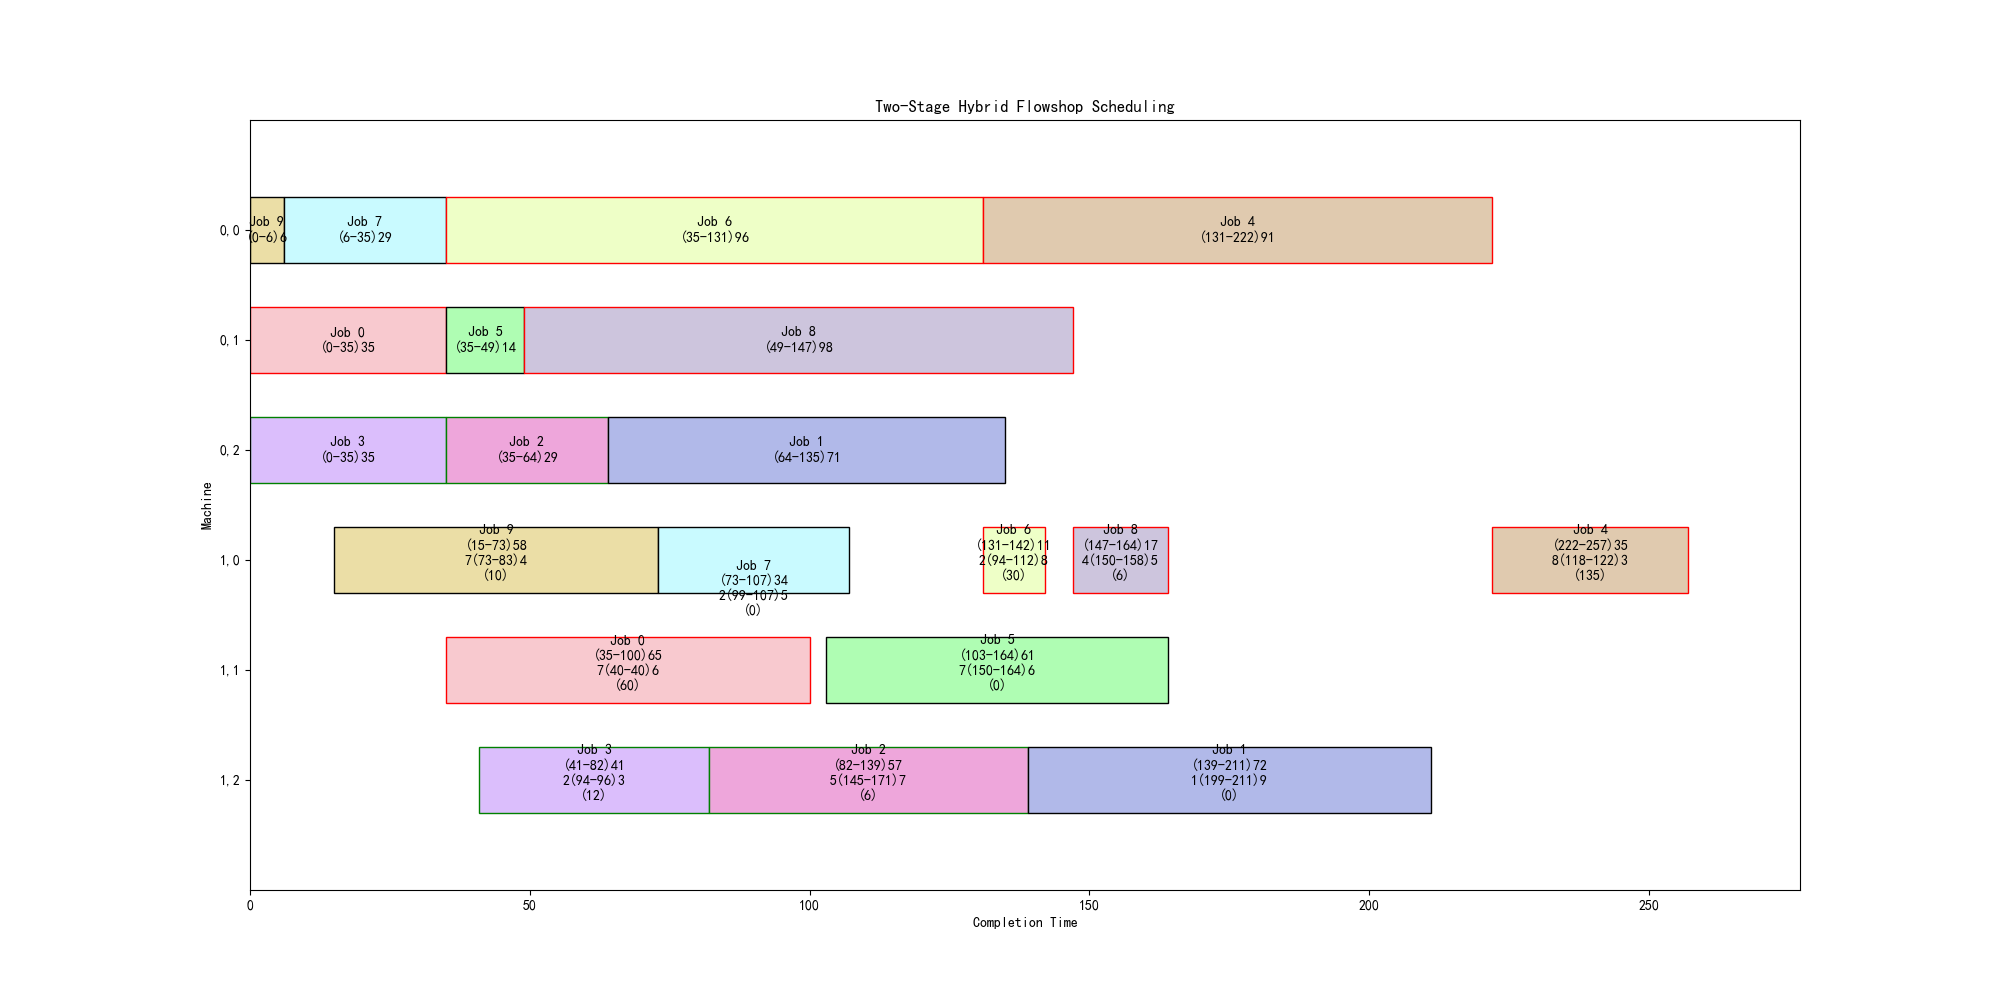 Two-Stage Hybrid Flowshop Scheduling
0,0
Job 9
(0-6)6
Job 7
(6-35)29
Job 6
(35-131)96
Job 4
(131-222)91
0,1
Job 0
(0-35)35
Job 5
(35-49)14
Job 8
(49-147)98
0,2
Job 3
(0-35)35
Job 2
(35-64)29
Job 1
(64-135)71
Machine
1,0
Job 9
(15-73)58
7(73-83)4
(10)
Job 7
(73-107)34
2(99-107)5
(0)
Job 6
(131-142)11
2(94-112)8
(30)
Job 8
(147-164)17
4(150-158)5
(6)
Job 4
(222-257)35
8(118-122)3
(135)
1,1
Job 0
(35-100)65
7(40-40)6
(60)
Job 5
(103-164)61
7(150-164)6
(0)
1,2
Job 3
(41-82)41
2(94-96)3
(12)
Job 2
(82-139)57
5(145-171)7
(6)
Job 1
(139-211)72
1(199-211)9
(0)
0
50
100
150
200
250
Completion Time